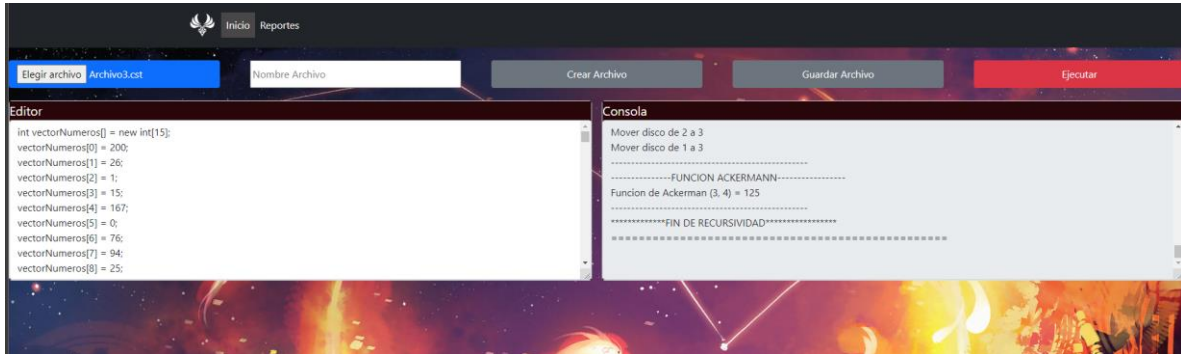 Inicio Reportes
Elegir archivo Archivo3.cst
Nombre Archivo
Crear Archivo
Guardar Archivo
Ejecutar
Editor
int vectorNumeros[] = new int[15];
vectorNumeros[0] = 200;
vectorNumeros[1] = 26;
vectorNumeros[2] = 1;
vectorNumeros[3] = 15;
vectorNumeros[4] = 167;
vectorNumeros[5] = 0;
vectorNumeros[6] = 76;
vectorNumeros[7] = 94;
vectorNumeros[8] = 25;
Consola
Mover disco de 2 a 3
Mover disco de 1 a 3
-------------------------------------------------
---------------FUNCION ACKERMANN-----------------
Funcion de Ackerman (3, 4) = 125
-------------------------------------------------
*************FIN DE RECURSIVIDAD*****************
=================================================